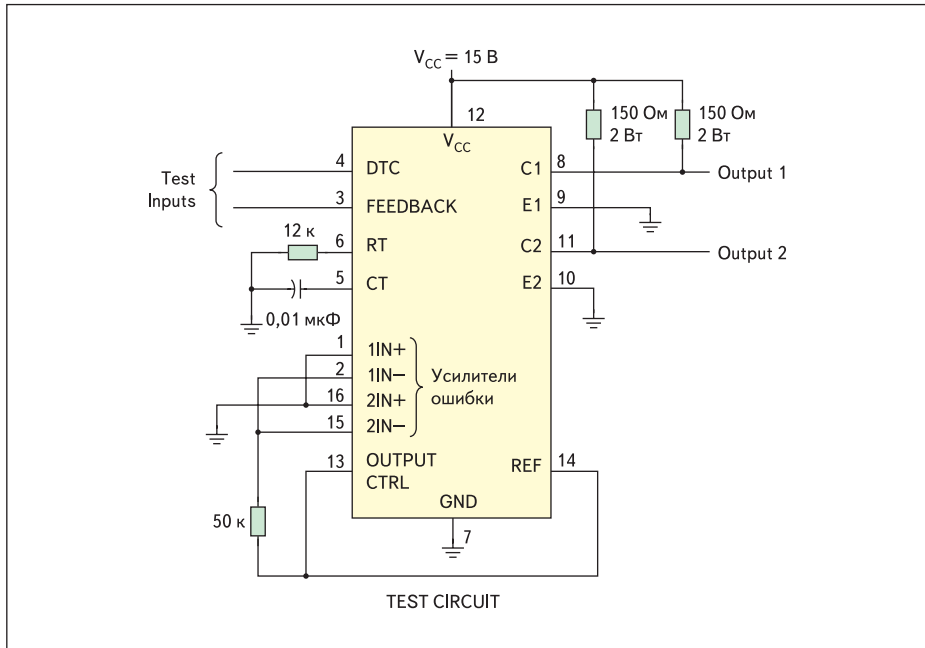 V_CC = 15 В
12
V_CC
150 Ом
2 Вт
150 Ом
2 Вт
Test
Inputs
4
DTC
3
FEEDBACK
12 к
6
RT
5
CT
0,01 мкФ
C1
8
Output 1
E1
9
C2
11
Output 2
E2
10
1
1IN+
2
1IN−
16
2IN+
15
2IN−
Усилители
ошибки
13
OUTPUT
CTRL
REF
14
GND
7
50 к
TEST CIRCUIT